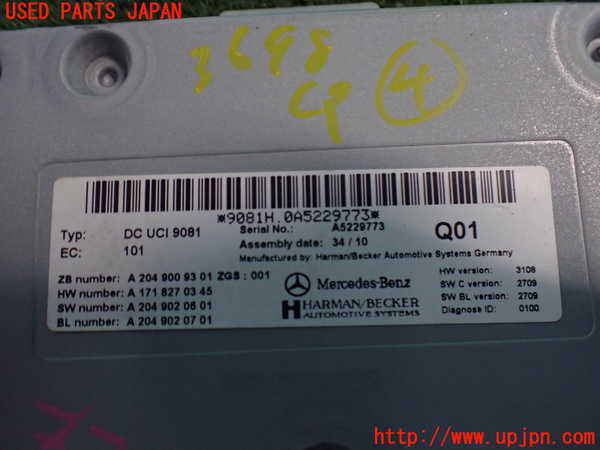 USED PARTS JAPAN
3698
4
*9081H.0A5229773*
Typ: DC UCI 9081
EC: 101
Serial No.: A5229773
Assembly date: 34 / 10
Q01
Manufactured by: Harman/Becker Automotive Systems Germany
ZB number: A 204 900 93 01 ZGS : 001
HW number: A 171 827 03 45
SW number: A 204 902 06 01
BL number: A 204 902 07 01
Mercedes-Benz
HARMAN/BECKER
AUTOMOTIVE SYSTEMS
HW version: 3108
SW C version: 2709
SW BL version: 2709
Diagnose ID: 0100
http://www.upjpn.com/